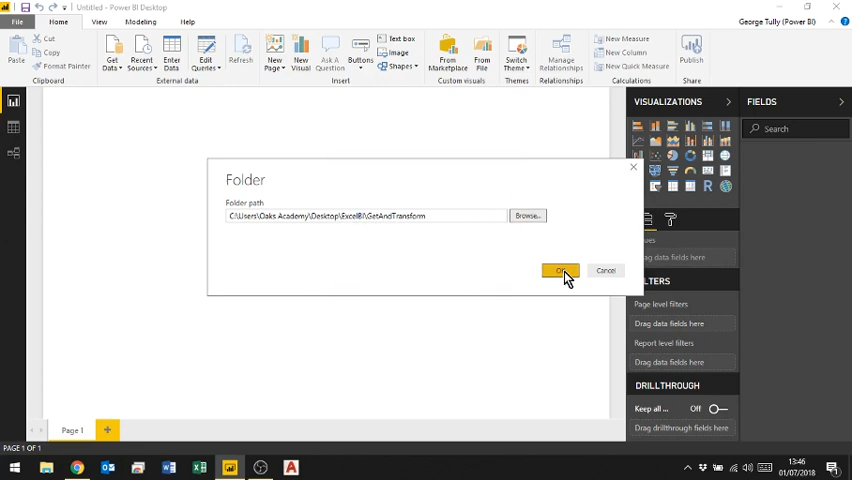 Untitled - Power BI Desktop
File
Home
View
Modeling
Help
George Tully (Power BI)
Paste
Cut
Copy
Format Painter
Clipboard
Get
Data
Recent
Sources
Enter
Data
Edit
Queries
External data
Refresh
New
Page
New
Visual
Ask A
Question
Text box
Image
Shapes
Insert
From
Marketplace
From
File
Custom visuals
Switch
Theme
Themes
Manage
Relationships
Relationships
New Measure
New Column
New Quick Measure
Calculations
Publish
Share
VISUALIZATIONS
FIELDS
Search
Folder
Folder path
C:\Users\Oaks Academy\Desktop\ExcelBI\GetAndTransform
Browse...
Cancel
Drag data fields here
Page level filters
Drag data fields here
Report level filters
Drag data fields here
DRILLTHROUGH
Keep all ...
Off
Drag drillthrough fields here
Page 1
PAGE 1 OF 1
13:46
01/07/2018